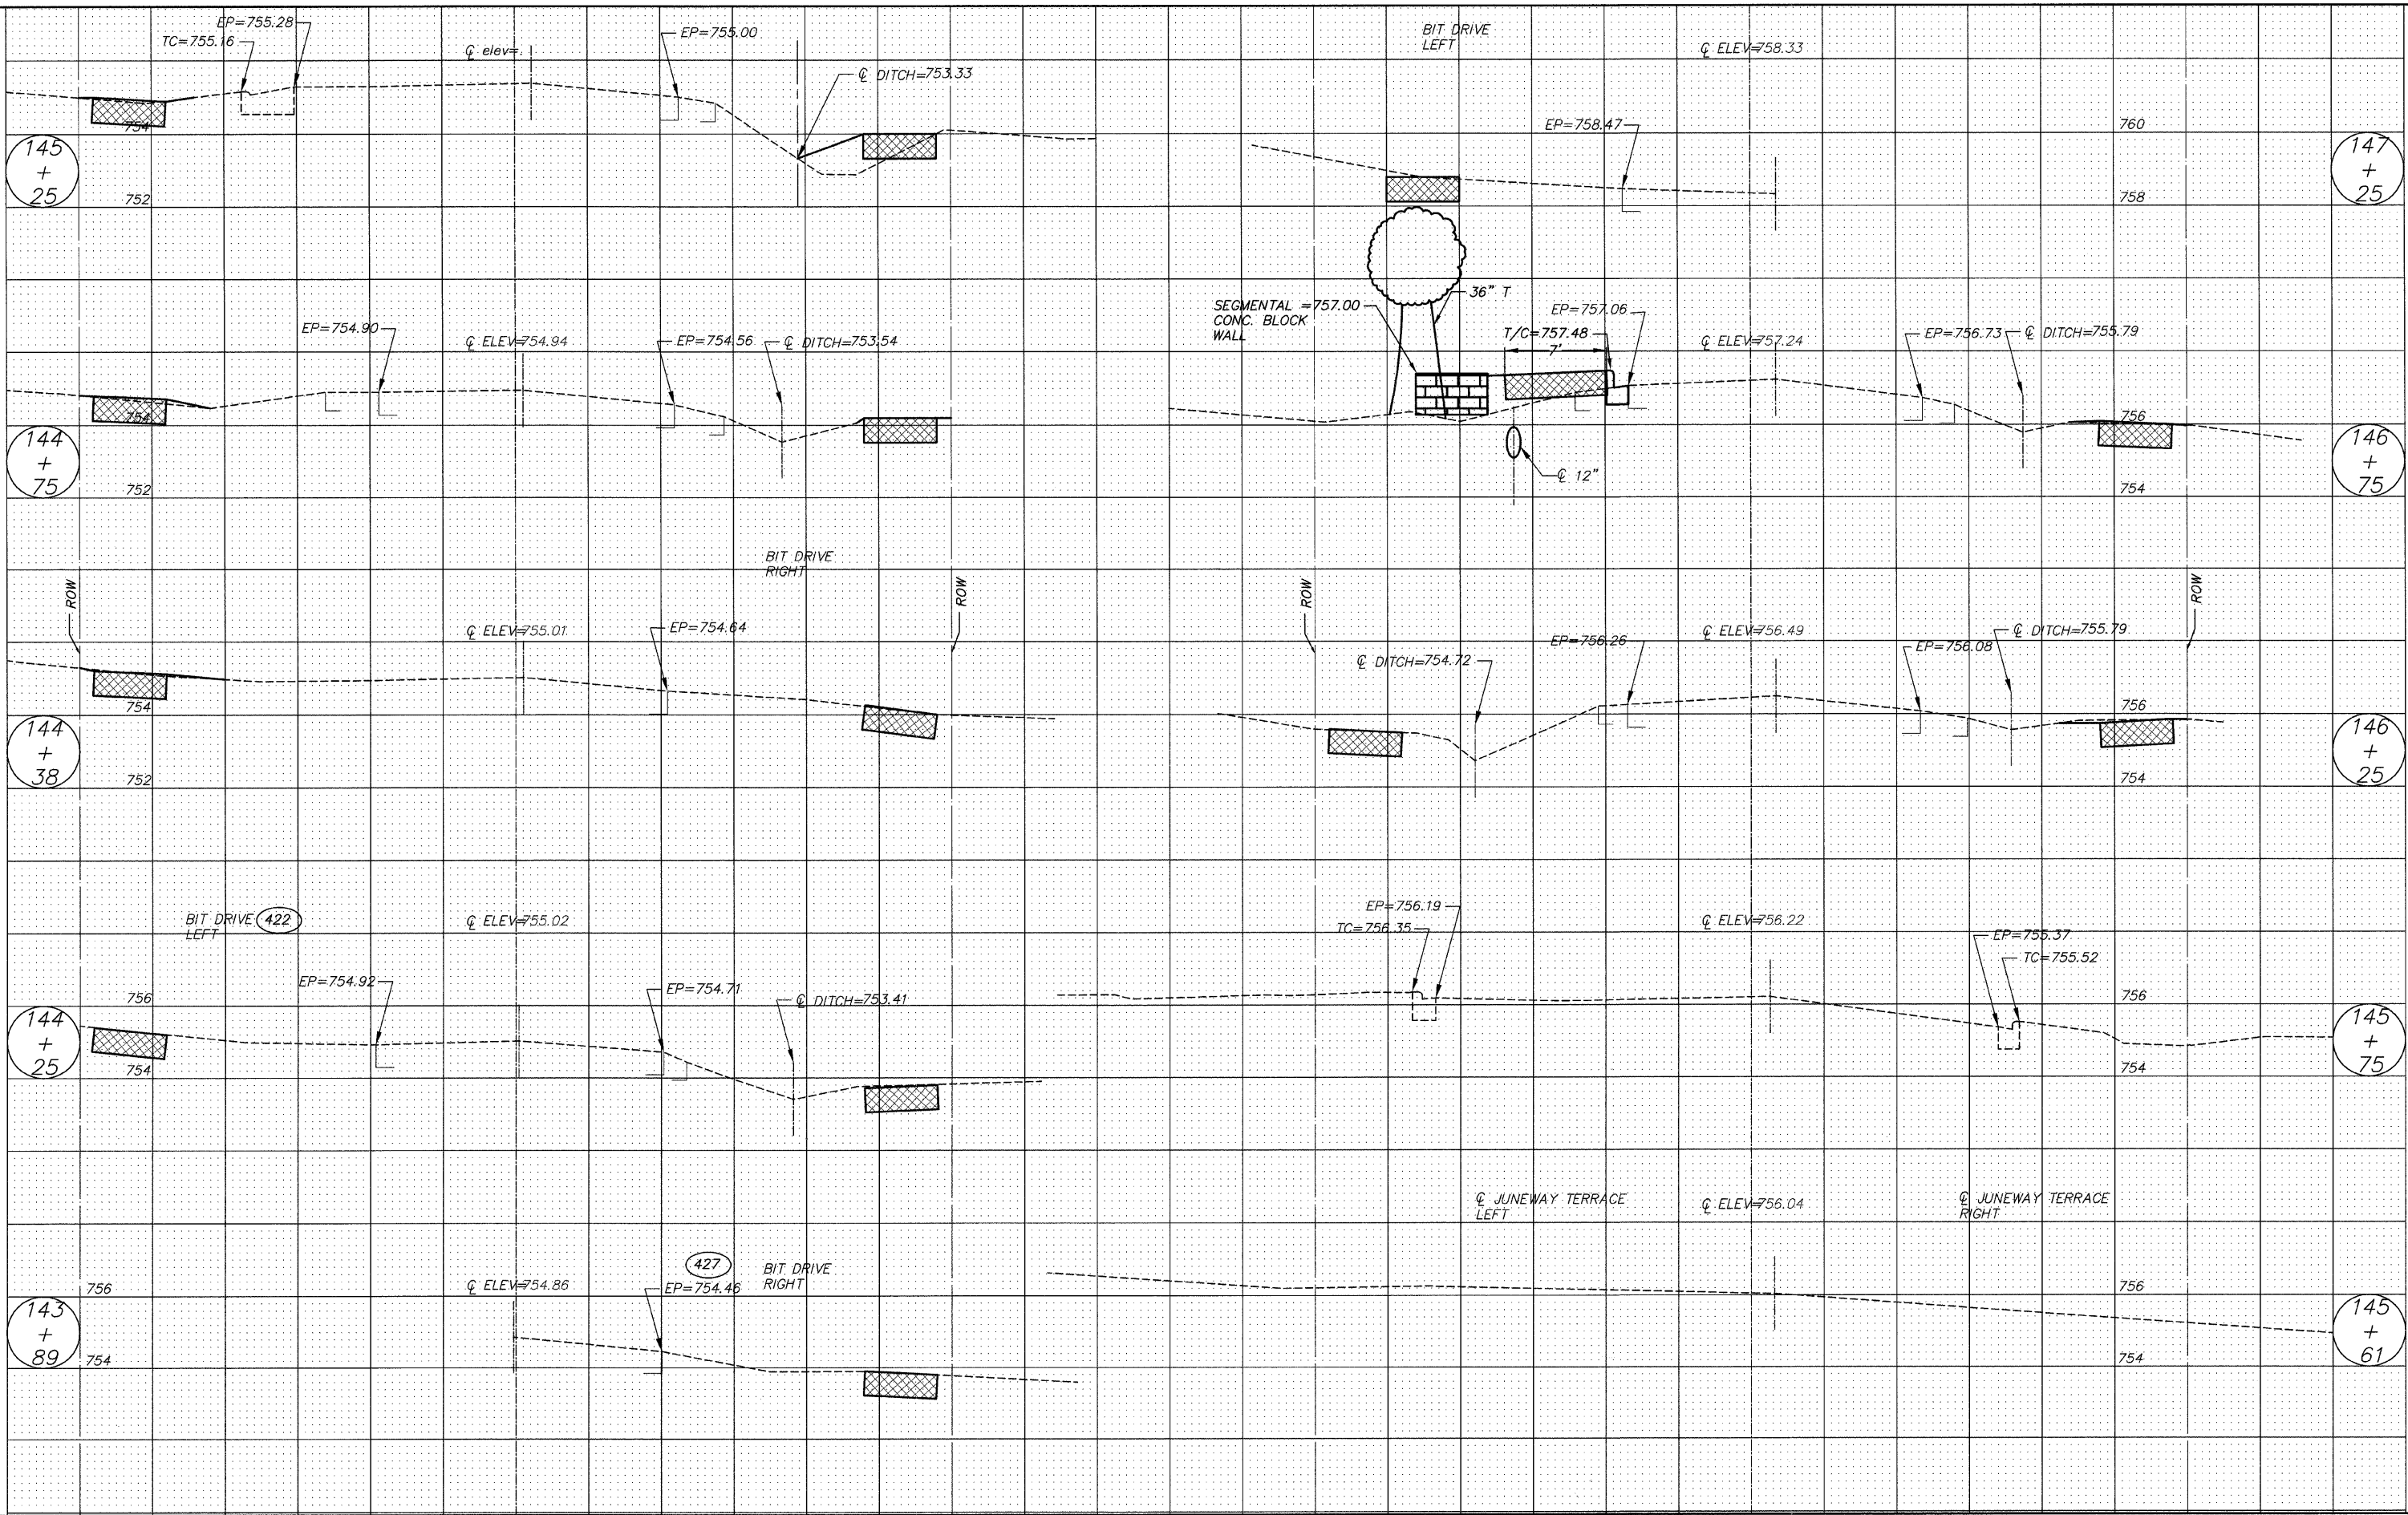 EP=755.28
TC=755.16
℄ elev=.
EP=755.00
℄ DITCH=753.33
754
145
+
25
752
BIT DRIVE
LEFT
℄ ELEV=758.33
EP=758.47
760
147
+
25
758
EP=754.90
℄ ELEV=754.94
EP=754.56
℄ DITCH=753.54
754
144
+
75
752
36" T
SEGMENTAL =757.00
CONC. BLOCK
WALL
EP=757.06
T/C=757.48
7'
℄ ELEV=757.24
EP=756.73
℄ DITCH=755.79
756
℄ 12"
146
+
75
754
BIT DRIVE
RIGHT
ROW
ROW
℄ ELEV=755.01
EP=754.64
754
144
+
38
752
ROW
ROW
℄ DITCH=754.72
EP=756.26
℄ ELEV=756.49
EP=756.08
℄ DITCH=755.79
756
146
+
25
754
BIT DRIVE
LEFT
422
℄ ELEV=755.02
EP=754.92
EP=754.71
℄ DITCH=753.41
756
144
+
25
754
EP=756.19
TC=756.35
℄ ELEV=756.22
EP=755.37
TC=755.52
756
145
+
75
754
427
BIT DRIVE
RIGHT
℄ ELEV=754.86
EP=754.46
756
143
+
89
754
℄ JUNEWAY TERRACE
LEFT
℄ ELEV=756.04
℄ JUNEWAY TERRACE
RIGHT
756
145
+
61
754